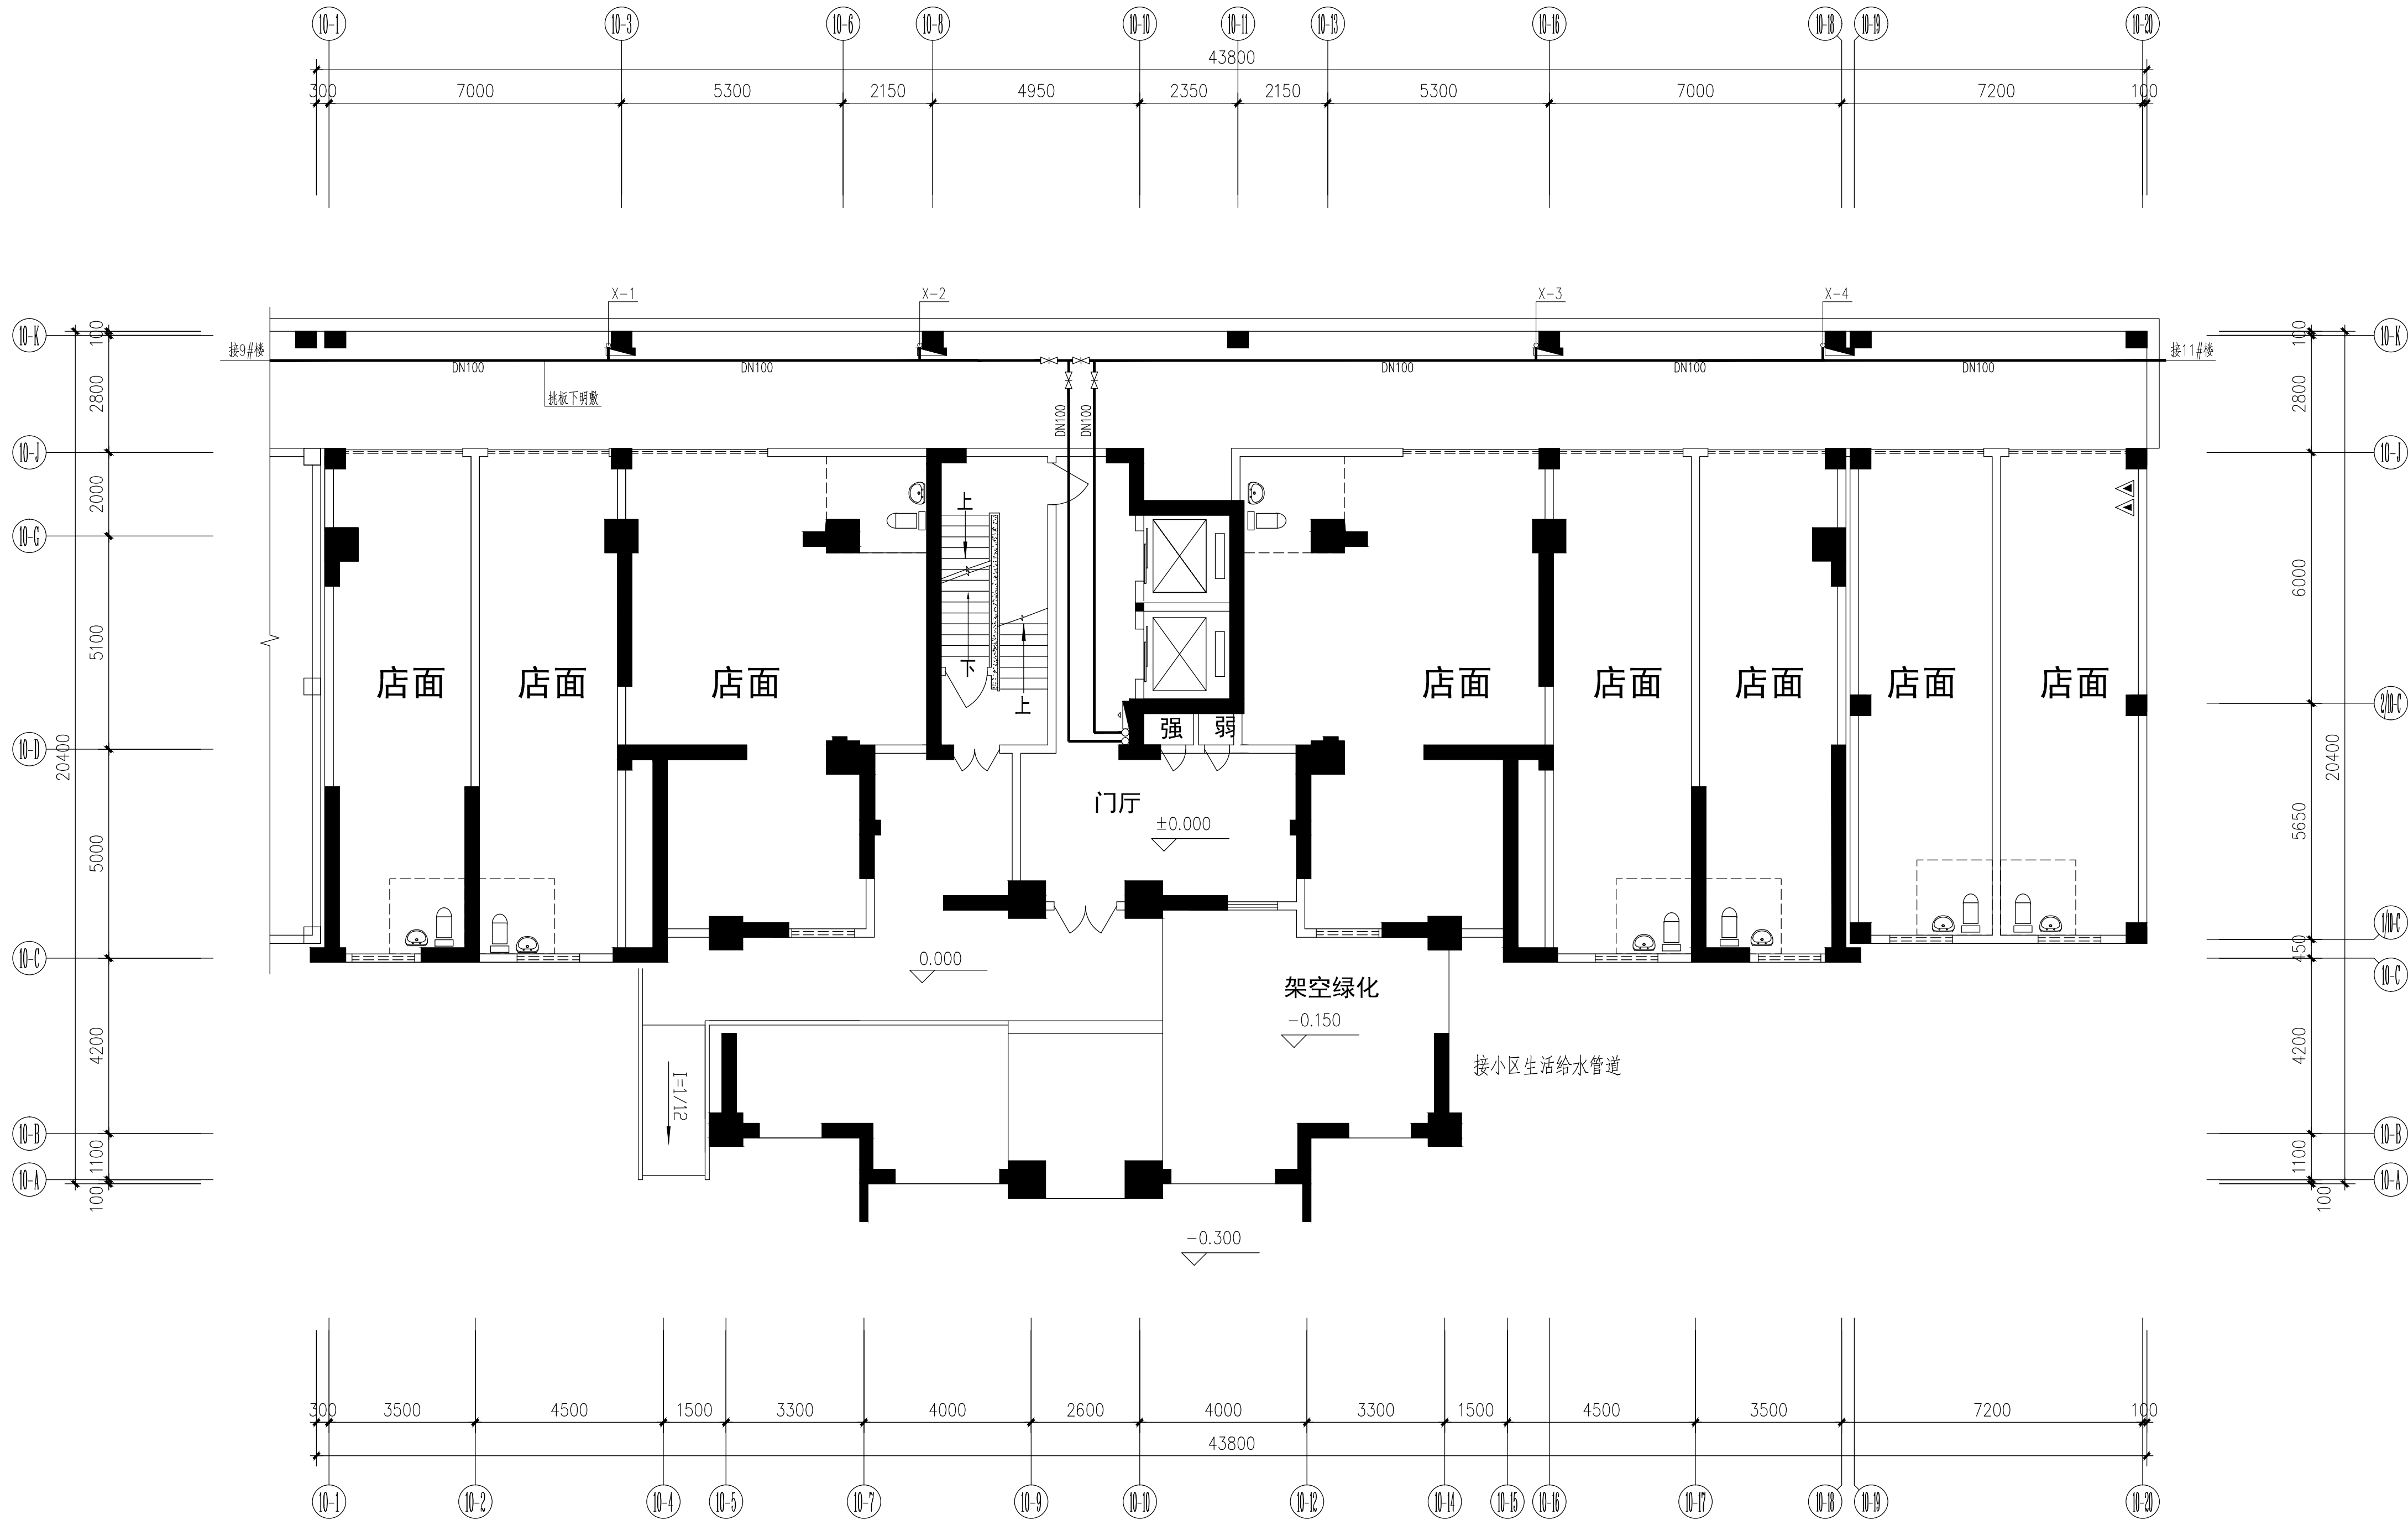 10-1 10-3 10-6 10-8 10-10 10-11 10-13 10-16 10-18 10-19 10-20
43800
300 7000 5300 2150 4950 2350 2150 5300 7000 7200 100
X-1 X-2 X-3 X-4
10-K 100 100 10-K
接9#楼 接11#楼
DN100 DN100 DN100 DN100 DN100
2800 挑板下明敷 2800
DN100 DN100
10-J 10-J
2000 上
10-G
5100 6000
下 上
店面 店面 店面 店面 店面 店面 店面 店面
2/10-C
强 弱
10-D
20400 20400
门厅
±0.000
5000 5650
1/10-C
450
10-C 10-C
0.000
架空绿化
-0.150
4200 4200
接小区生活给水管道
I=1/12
10-B 10-B
1100 1100
10-A 10-A
100 100
-0.300
300 3500 4500 1500 3300 4000 2600 4000 3300 1500 4500 3500 7200 100
43800
10-1 10-2 10-4 10-5 10-7 10-9 10-10 10-12 10-14 10-15 10-16 10-17 10-18 10-19 10-20